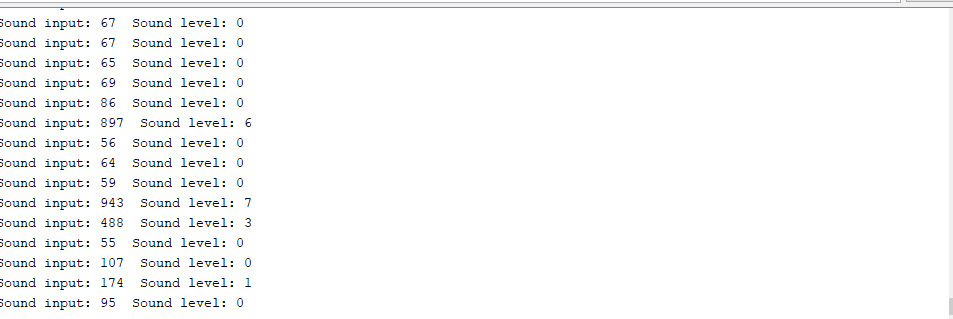 Sound input: 67  Sound level: 0
Sound input: 67  Sound level: 0
Sound input: 65  Sound level: 0
Sound input: 69  Sound level: 0
Sound input: 86  Sound level: 0
Sound input: 897  Sound level: 6
Sound input: 56  Sound level: 0
Sound input: 64  Sound level: 0
Sound input: 59  Sound level: 0
Sound input: 943  Sound level: 7
Sound input: 488  Sound level: 3
Sound input: 55  Sound level: 0
Sound input: 107  Sound level: 0
Sound input: 174  Sound level: 1
Sound input: 95  Sound level: 0